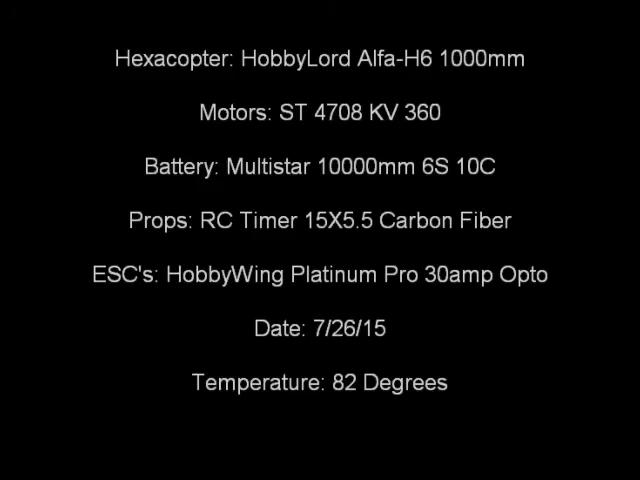 Hexacopter: HobbyLord Alfa-H6 1000mm
Motors: ST 4708 KV 360
Battery: Multistar 10000mm 6S 10C
Props: RC Timer 15X5.5 Carbon Fiber
ESC's: HobbyWing Platinum Pro 30amp Opto
Date: 7/26/15
Temperature: 82 Degrees